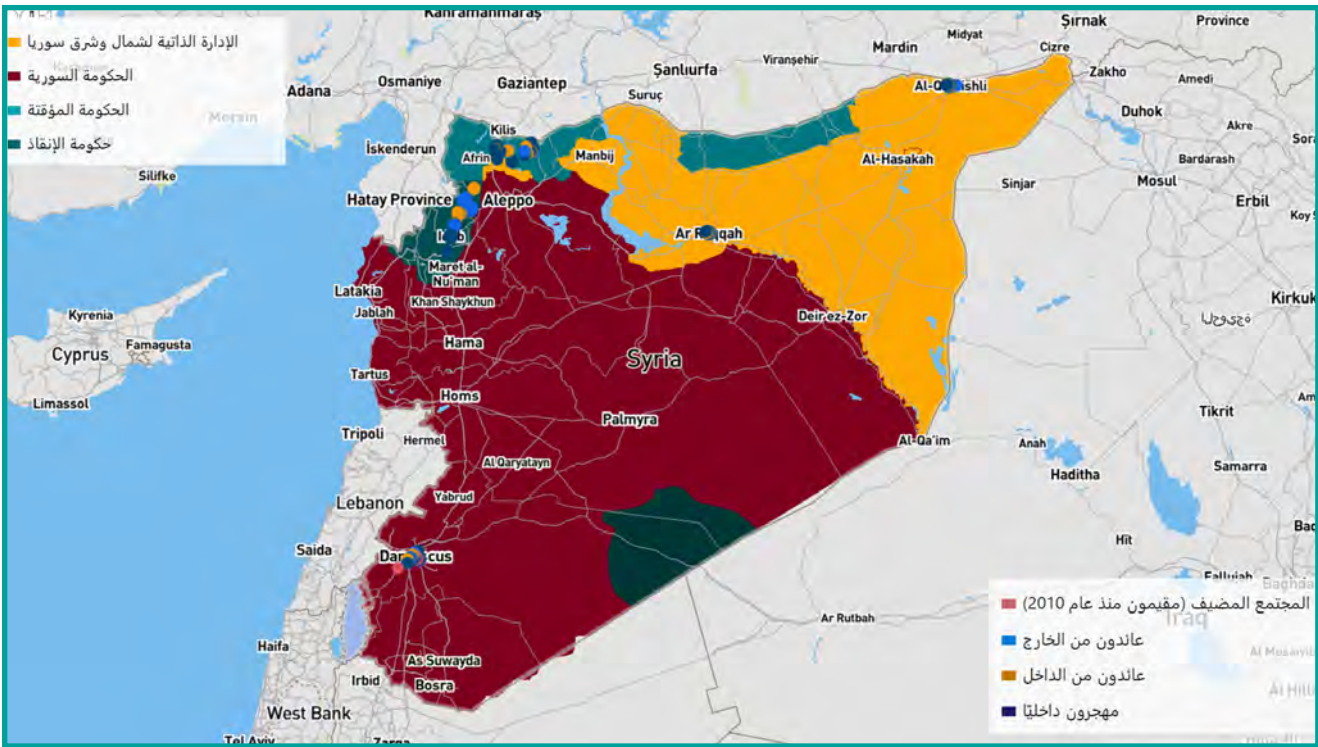 Kahramanmaraş
Şırnak
Province
الإدارة الذاتية لشمال وشرق سوريا
Midyat
Mardin
Cizre
Viranşehir
Şanlıurfa
Zakho
Amedi
الحكومة السورية
Osmaniye
Gaziantep
Adana
Suruç
Al-Q
ishli
Duhok
الحكومة المؤقتة
Mersin
Akre
Kilis
حكومة الإنقاذ
İskenderun
Afrin
Manbij
Al-Hasakah
Bardarash
Silifke
Sinjar
Mosul
Hatay Province
Aleppo
Erbil
Ar R
qqah
Maret al-
Nu'man
Latakia
Khan Shaykhun
Jablah
Kirkuk
Deir ez-Zor
الحويجة
Kyrenia
Famagusta
Cyprus
Hama
Syria
Tartus
Limassol
Homs
Palmyra
Tikrit
Tripoli
Hermel
Al-Qa'im
Anah
Al Qaryatayn
Haditha
Samarra
Lebanon
Yabrud
Saida
Hit
Fallujah
Baghda
المجتمع المضيف (مقيمون منذ عام 2010)
Ar Rutbah
Iraq
عائدون من الخارج
Haifa
As Suwayda
عائدون من الداخل
Irbid
Bosra
West Bank
مهجرون داخليًا
Tel Aviv
Zarqa